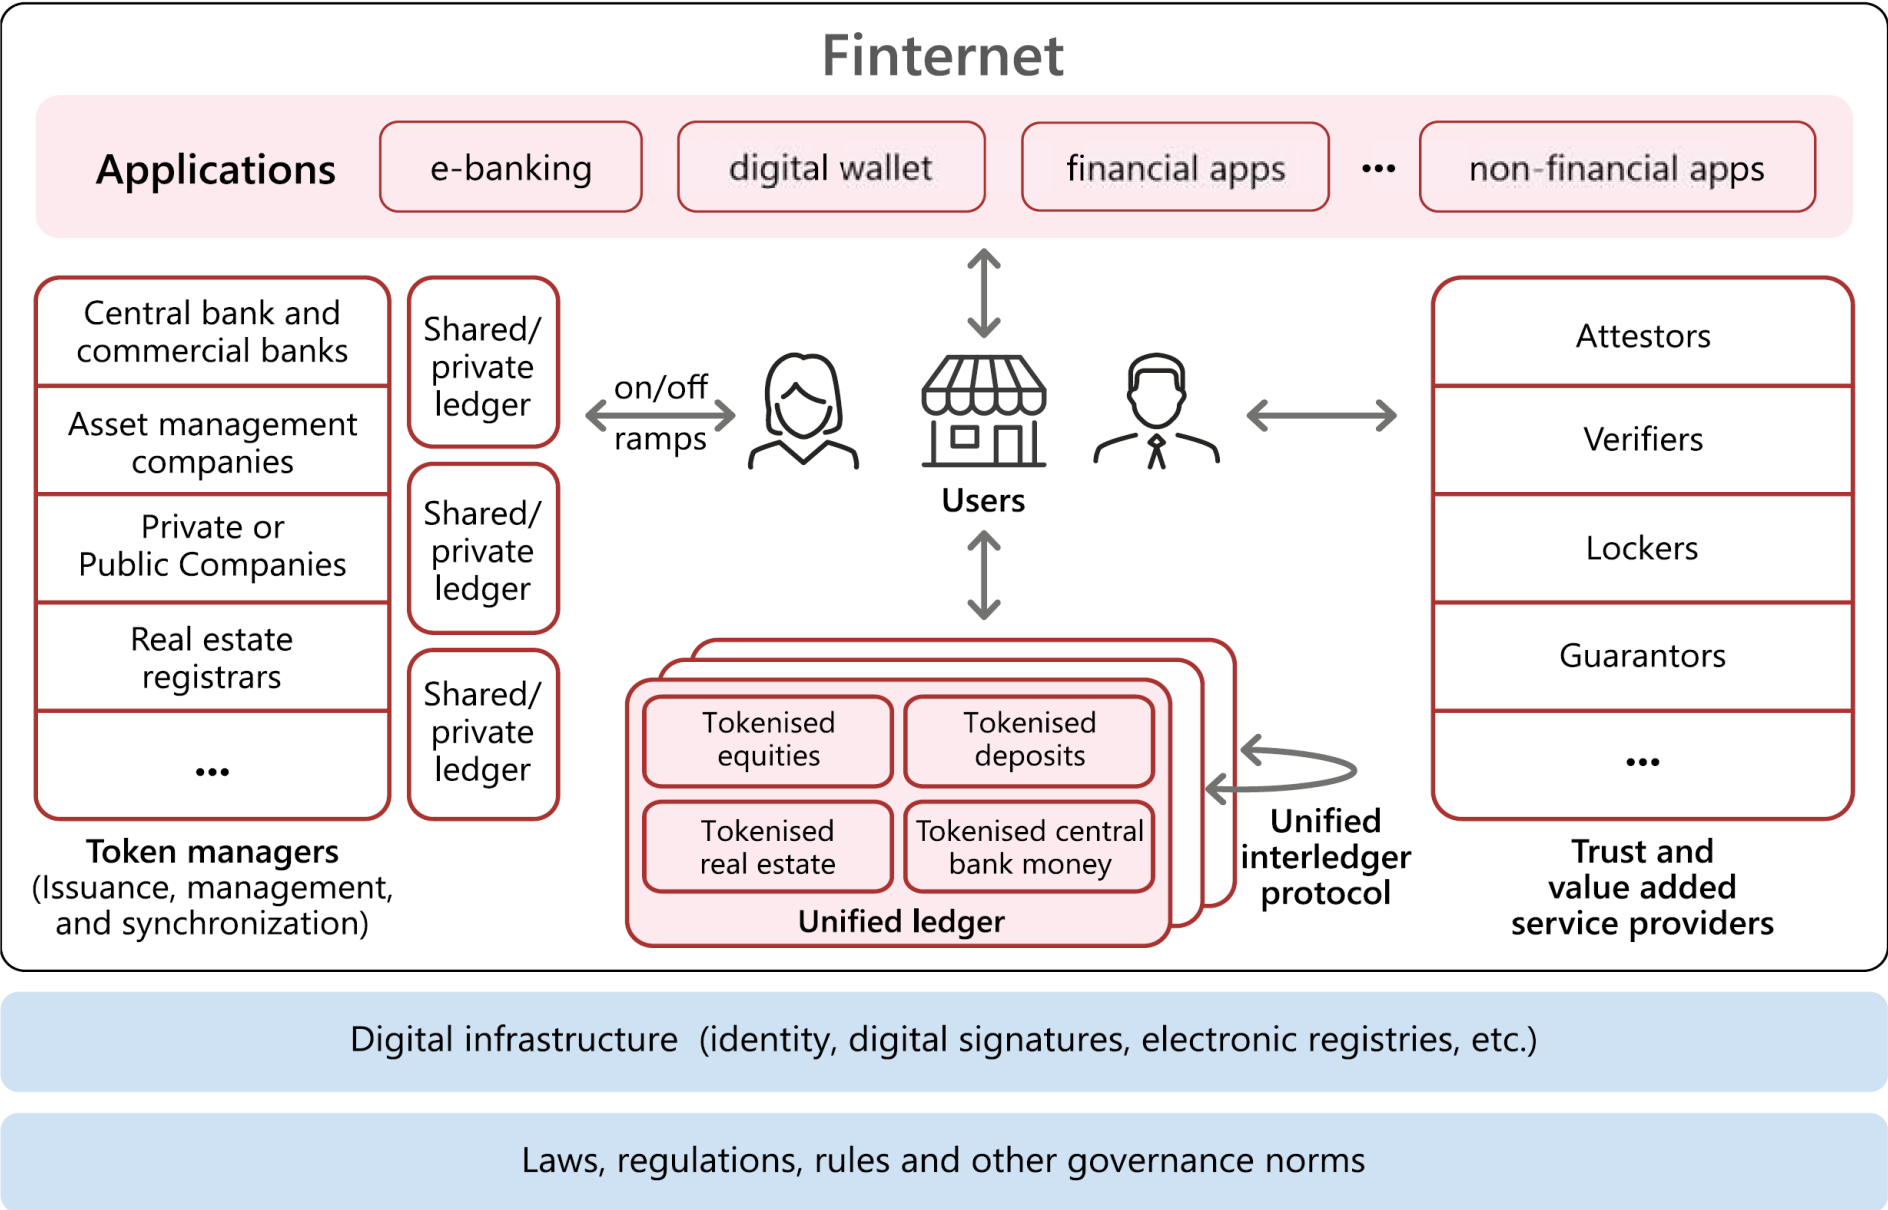 Finternet
Applications
e-banking
digital wallet
financial apps
...
non-financial apps
Central bank and
commercial banks
Asset management
companies
Private or
Public Companies
Real estate
registrars
...
Token managers
(Issuance, management,
and synchronization)
Shared/
private
ledger
Shared/
private
ledger
Shared/
private
ledger
on/off
ramps
Users
Tokenised
equities
Tokenised
deposits
Tokenised
real estate
Tokenised central
bank money
Unified ledger
Unified
interledger
protocol
Attestors
Verifiers
Lockers
Guarantors
...
Trust and
value added
service providers
Digital infrastructure (identity, digital signatures, electronic registries, etc.)
Laws, regulations, rules and other governance norms